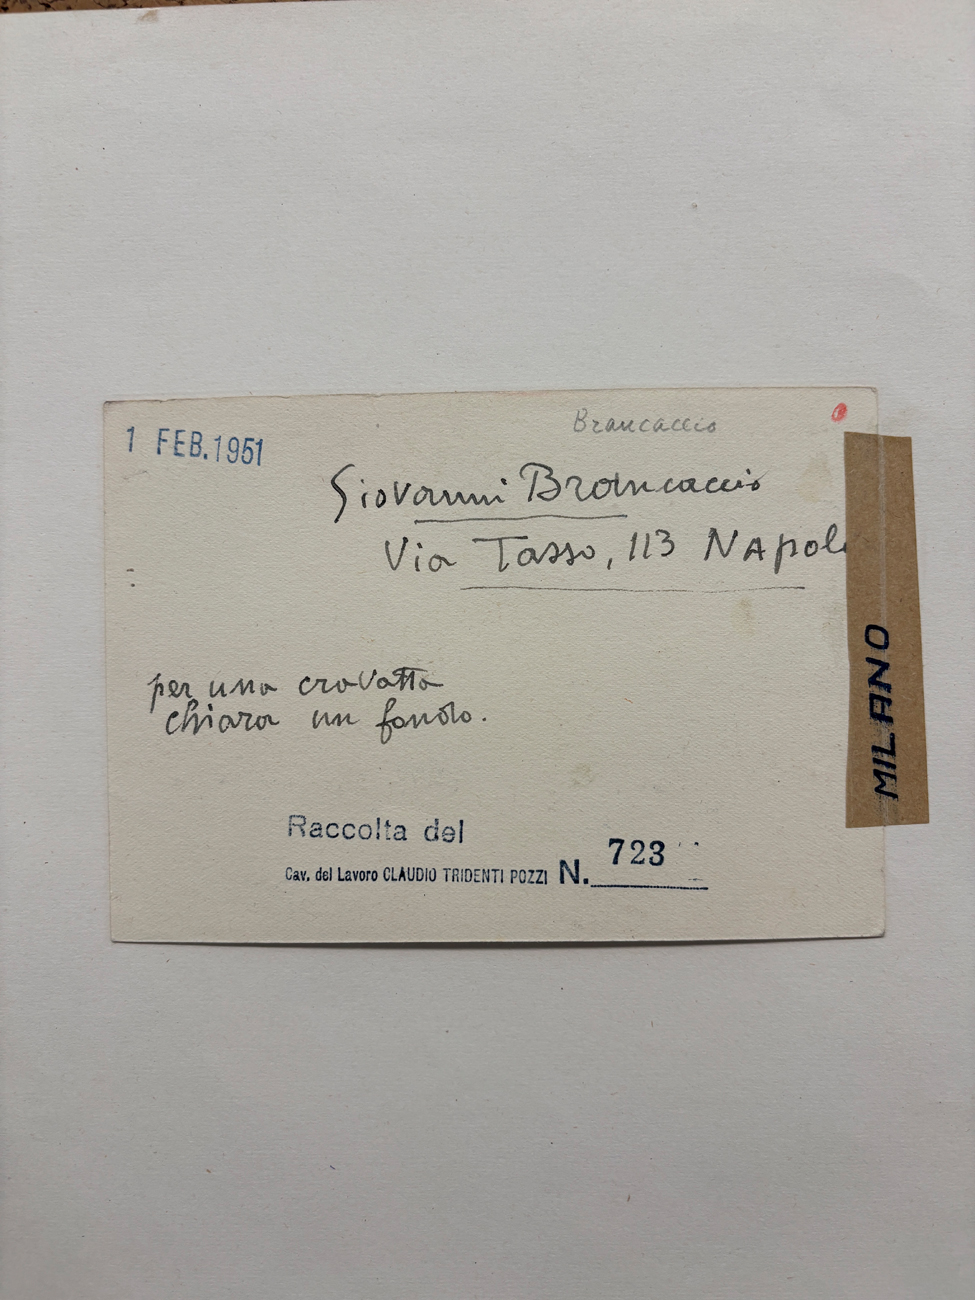 1 FEB.1951
Brancaccio
Giovanni Brancaccio
Via Tasso, 113 Napoli
per una cravatta
chiara un fondo.
Raccolta del
Cav. del Lavoro CLAUDIO TRIDENTI POZZI N. 723
MILANO